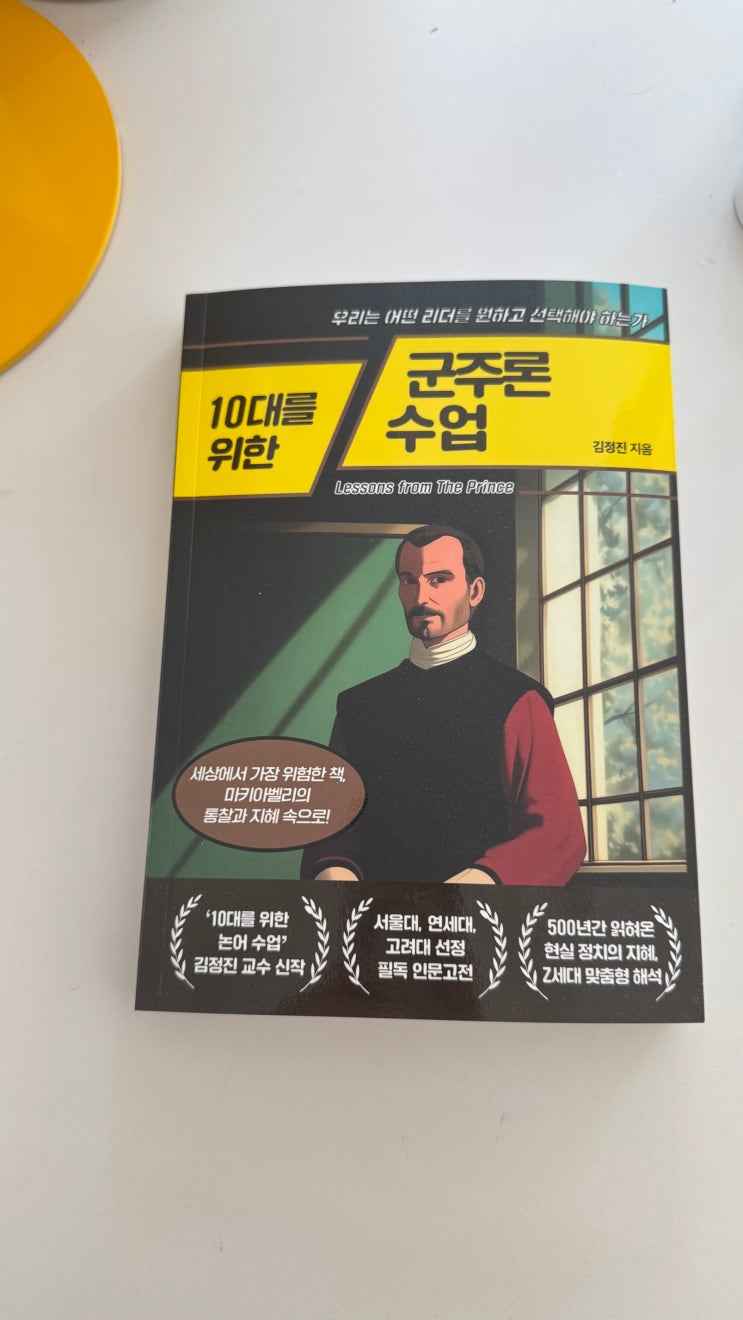 우리는 어떤 리더를 원하고 선택해야 하는가
10대를
위한
군주론
수업
김정진 지음
Lessons from The Prince
세상에서 가장 위험한 책,
마키아벨리의
통찰과 지혜 속으로!
'10대를 위한
논어 수업'
김정진 교수 신작
서울대, 연세대,
고려대 선정
필독 인문고전
500년간 읽혀온
현실 정치의 지혜,
Z세대 맞춤형 해석